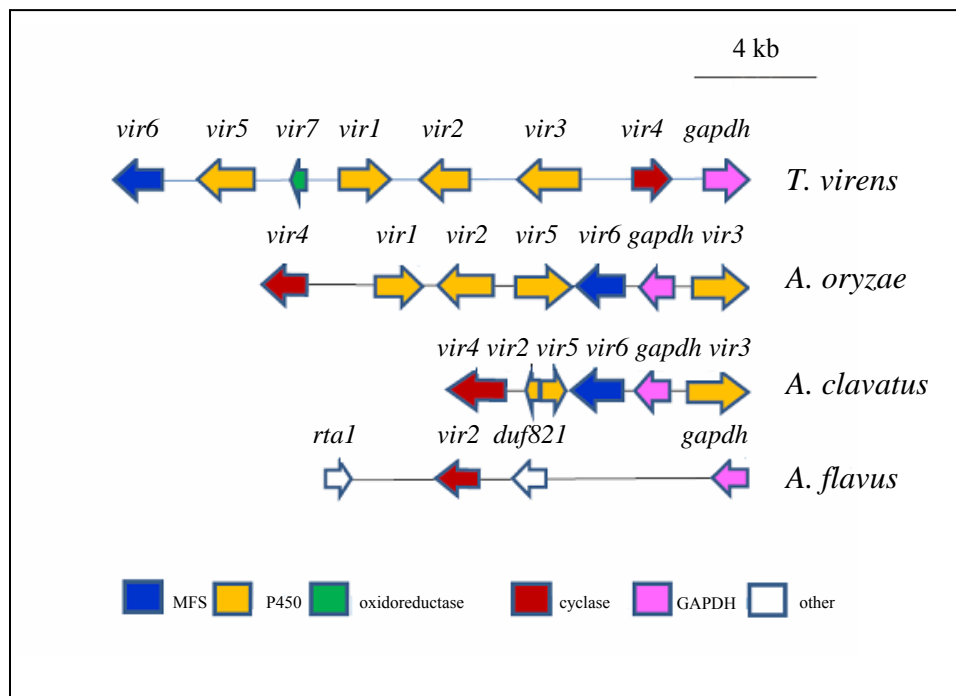 4 kb
vir6 vir5 vir7 vir1 vir2 vir3 vir4 gapdh
T. virens
vir4 vir1 vir2 vir5 vir6 gapdh vir3
A. oryzae
vir4 vir2 vir5 vir6 gapdh vir3
A. clavatus
rta1 vir2 duf821 gapdh
A. flavus
MFS P450 oxidoreductase cyclase GAPDH other